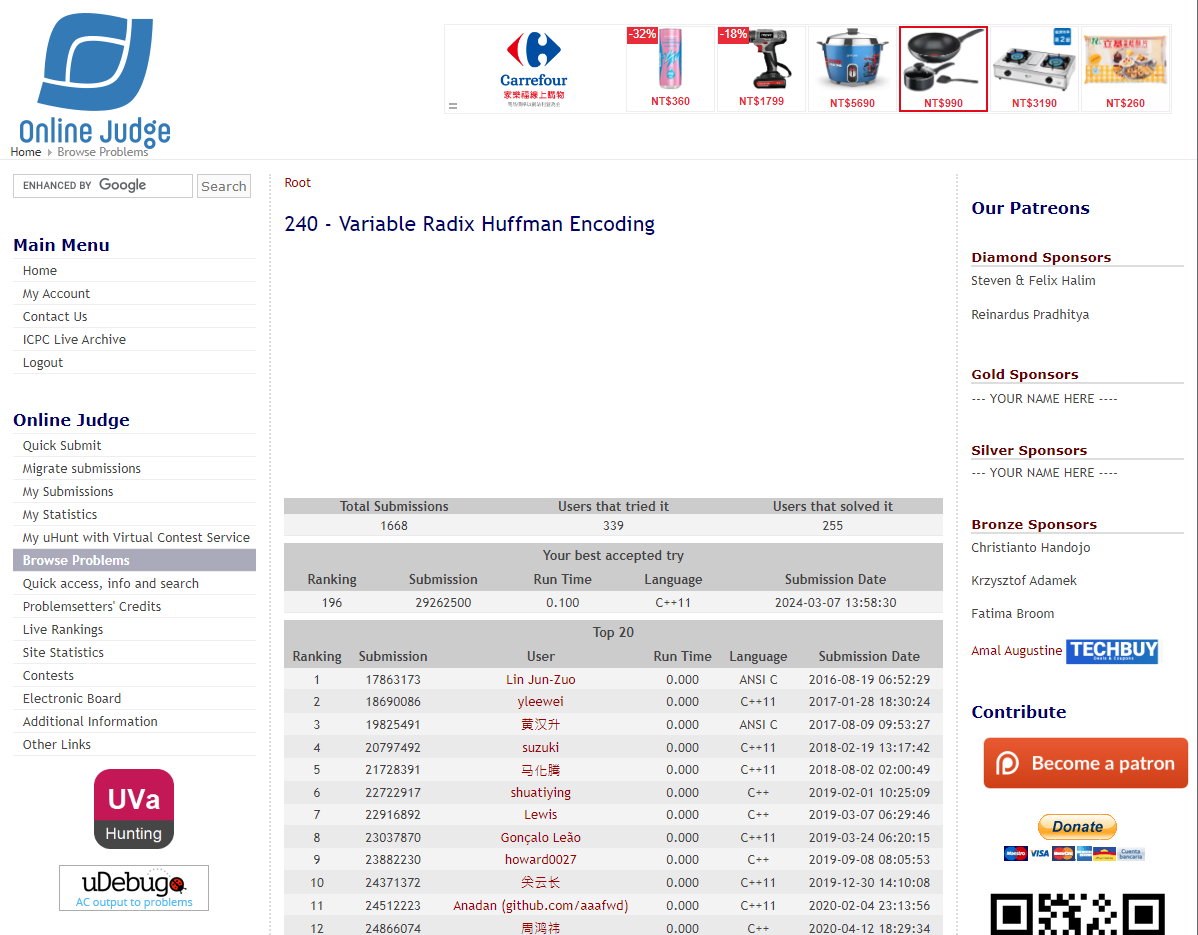 Online Judge
Home Browse Problems
Carrefour
家樂福線上購物
-32%
NT$360
-18%
NT$1799
NT$5690
NT$990
NT$3190
NT$260
ENHANCED BY Google
Search
Main Menu
Home
My Account
Contact Us
ICPC Live Archive
Logout
Online Judge
Quick Submit
Migrate submissions
My Submissions
My Statistics
My uHunt with Virtual Contest Service
Browse Problems
Quick access, info and search
Problemsetters' Credits
Live Rankings
Site Statistics
Contests
Electronic Board
Additional Information
Other Links
UVa
Hunting
uDebug
AC output to problems
Root
240 - Variable Radix Huffman Encoding
Total Submissions Users that tried it Users that solved it
1668 339 255
Your best accepted try
Ranking Submission Run Time Language Submission Date
196 29262500 0.100 C++11 2024-03-07 13:58:30
Top 20
Ranking Submission User Run Time Language Submission Date
1 17863173 Lin Jun-Zuo 0.000 ANSI C 2016-08-19 06:52:29
2 18690086 yleewei 0.000 C++11 2017-01-28 18:30:24
3 19825491 黄汉升 0.000 ANSI C 2017-08-09 09:53:27
4 20797492 suzuki 0.000 C++11 2018-02-19 13:17:42
5 21728391 马化腾 0.000 C++11 2018-08-02 02:00:49
6 22722917 shuatiying 0.000 C++ 2019-02-01 10:25:09
7 22916892 Lewis 0.000 C++ 2019-03-07 06:29:46
8 23037870 Gonçalo Leão 0.000 C++11 2019-03-24 06:20:15
9 23882230 howard0027 0.000 C++ 2019-09-08 08:05:53
10 24371372 0.000 C++11 2019-12-30 14:10:08
11 24512223 Anadan (github.com/aaafwd) 0.000 C++11 2020-02-04 23:13:56
12 24866074 周鸿祎 0.000 C++ 2020-04-12 18:29:34
Our Patreons
Diamond Sponsors
Steven & Felix Halim
Reinardus Pradhitya
Gold Sponsors
--- YOUR NAME HERE ----
Silver Sponsors
--- YOUR NAME HERE ----
Bronze Sponsors
Christianto Handojo
Krzysztof Adamek
Fatima Broom
Amal Augustine TECHBUY
Deals & Coupons
Contribute
Become a patron
Donate
Maestro VISA
Cuenta
bancaria